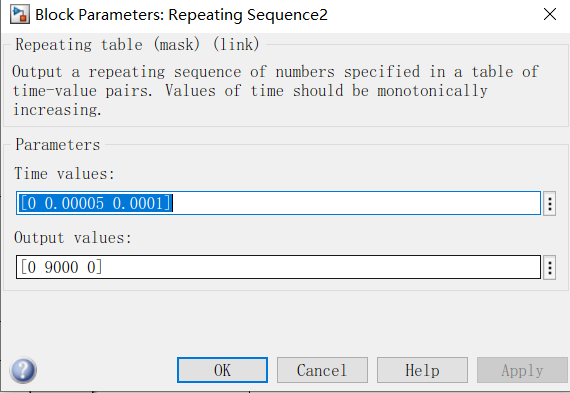 Block Parameters: Repeating Sequence2
Repeating table (mask) (link)
Output a repeating sequence of numbers specified in a table of
time-value pairs. Values of time should be monotonically
increasing.
Parameters
Time values:
[0 0.00005 0.0001]
Output values:
[0 9000 0]
OK Cancel Help Apply